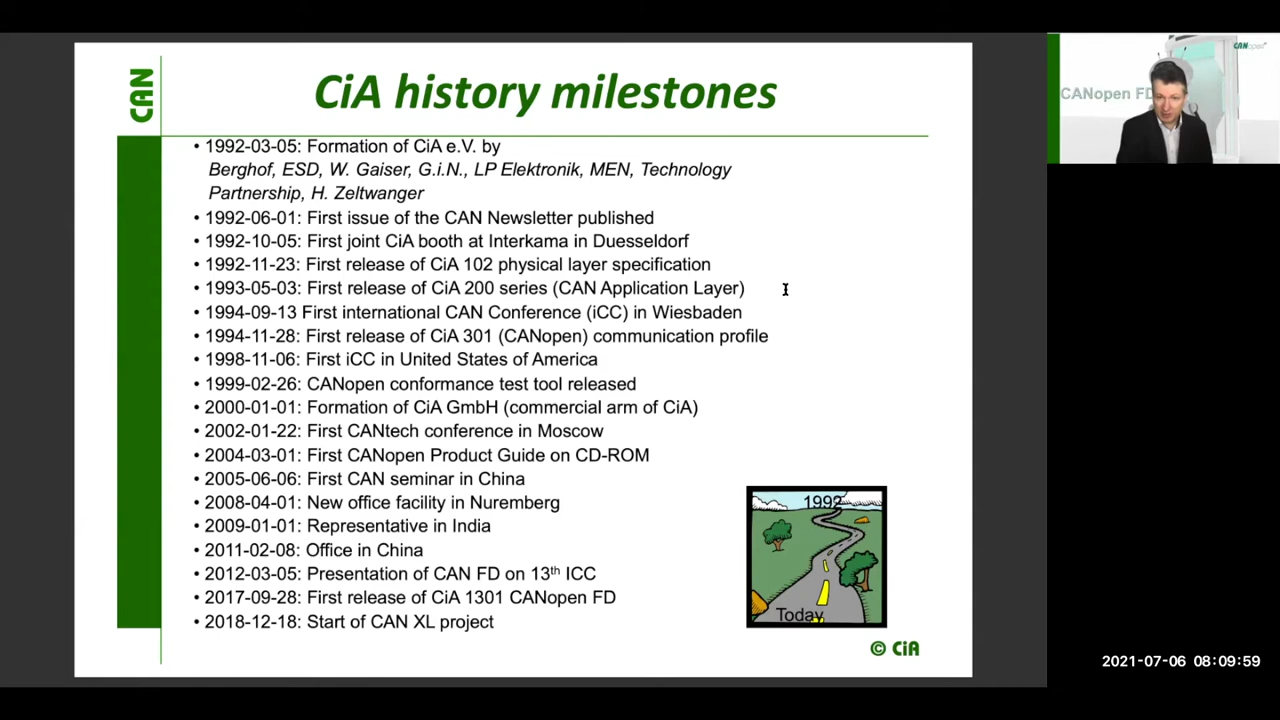 CAN
CiA history milestones
• 1992-03-05: Formation of CiA e.V. by
Berghof, ESD, W. Gaiser, G.i.N., LP Elektronik, MEN, Technology
Partnership, H. Zeltwanger
• 1992-06-01: First issue of the CAN Newsletter published
• 1992-10-05: First joint CiA booth at Interkama in Duesseldorf
• 1992-11-23: First release of CiA 102 physical layer specification
• 1993-05-03: First release of CiA 200 series (CAN Application Layer)
• 1994-09-13 First international CAN Conference (iCC) in Wiesbaden
• 1994-11-28: First release of CiA 301 (CANopen) communication profile
• 1998-11-06: First iCC in United States of America
• 1999-02-26: CANopen conformance test tool released
• 2000-01-01: Formation of CiA GmbH (commercial arm of CiA)
• 2002-01-22: First CANtech conference in Moscow
• 2004-03-01: First CANopen Product Guide on CD-ROM
• 2005-06-06: First CAN seminar in China
• 2008-04-01: New office facility in Nuremberg
• 2009-01-01: Representative in India
• 2011-02-08: Office in China
• 2012-03-05: Presentation of CAN FD on 13th ICC
• 2017-09-28: First release of CiA 1301 CANopen FD
• 2018-12-18: Start of CAN XL project
1992
Today
© CiA
CANopen
CANopen FD
2021-07-06 08:09:59